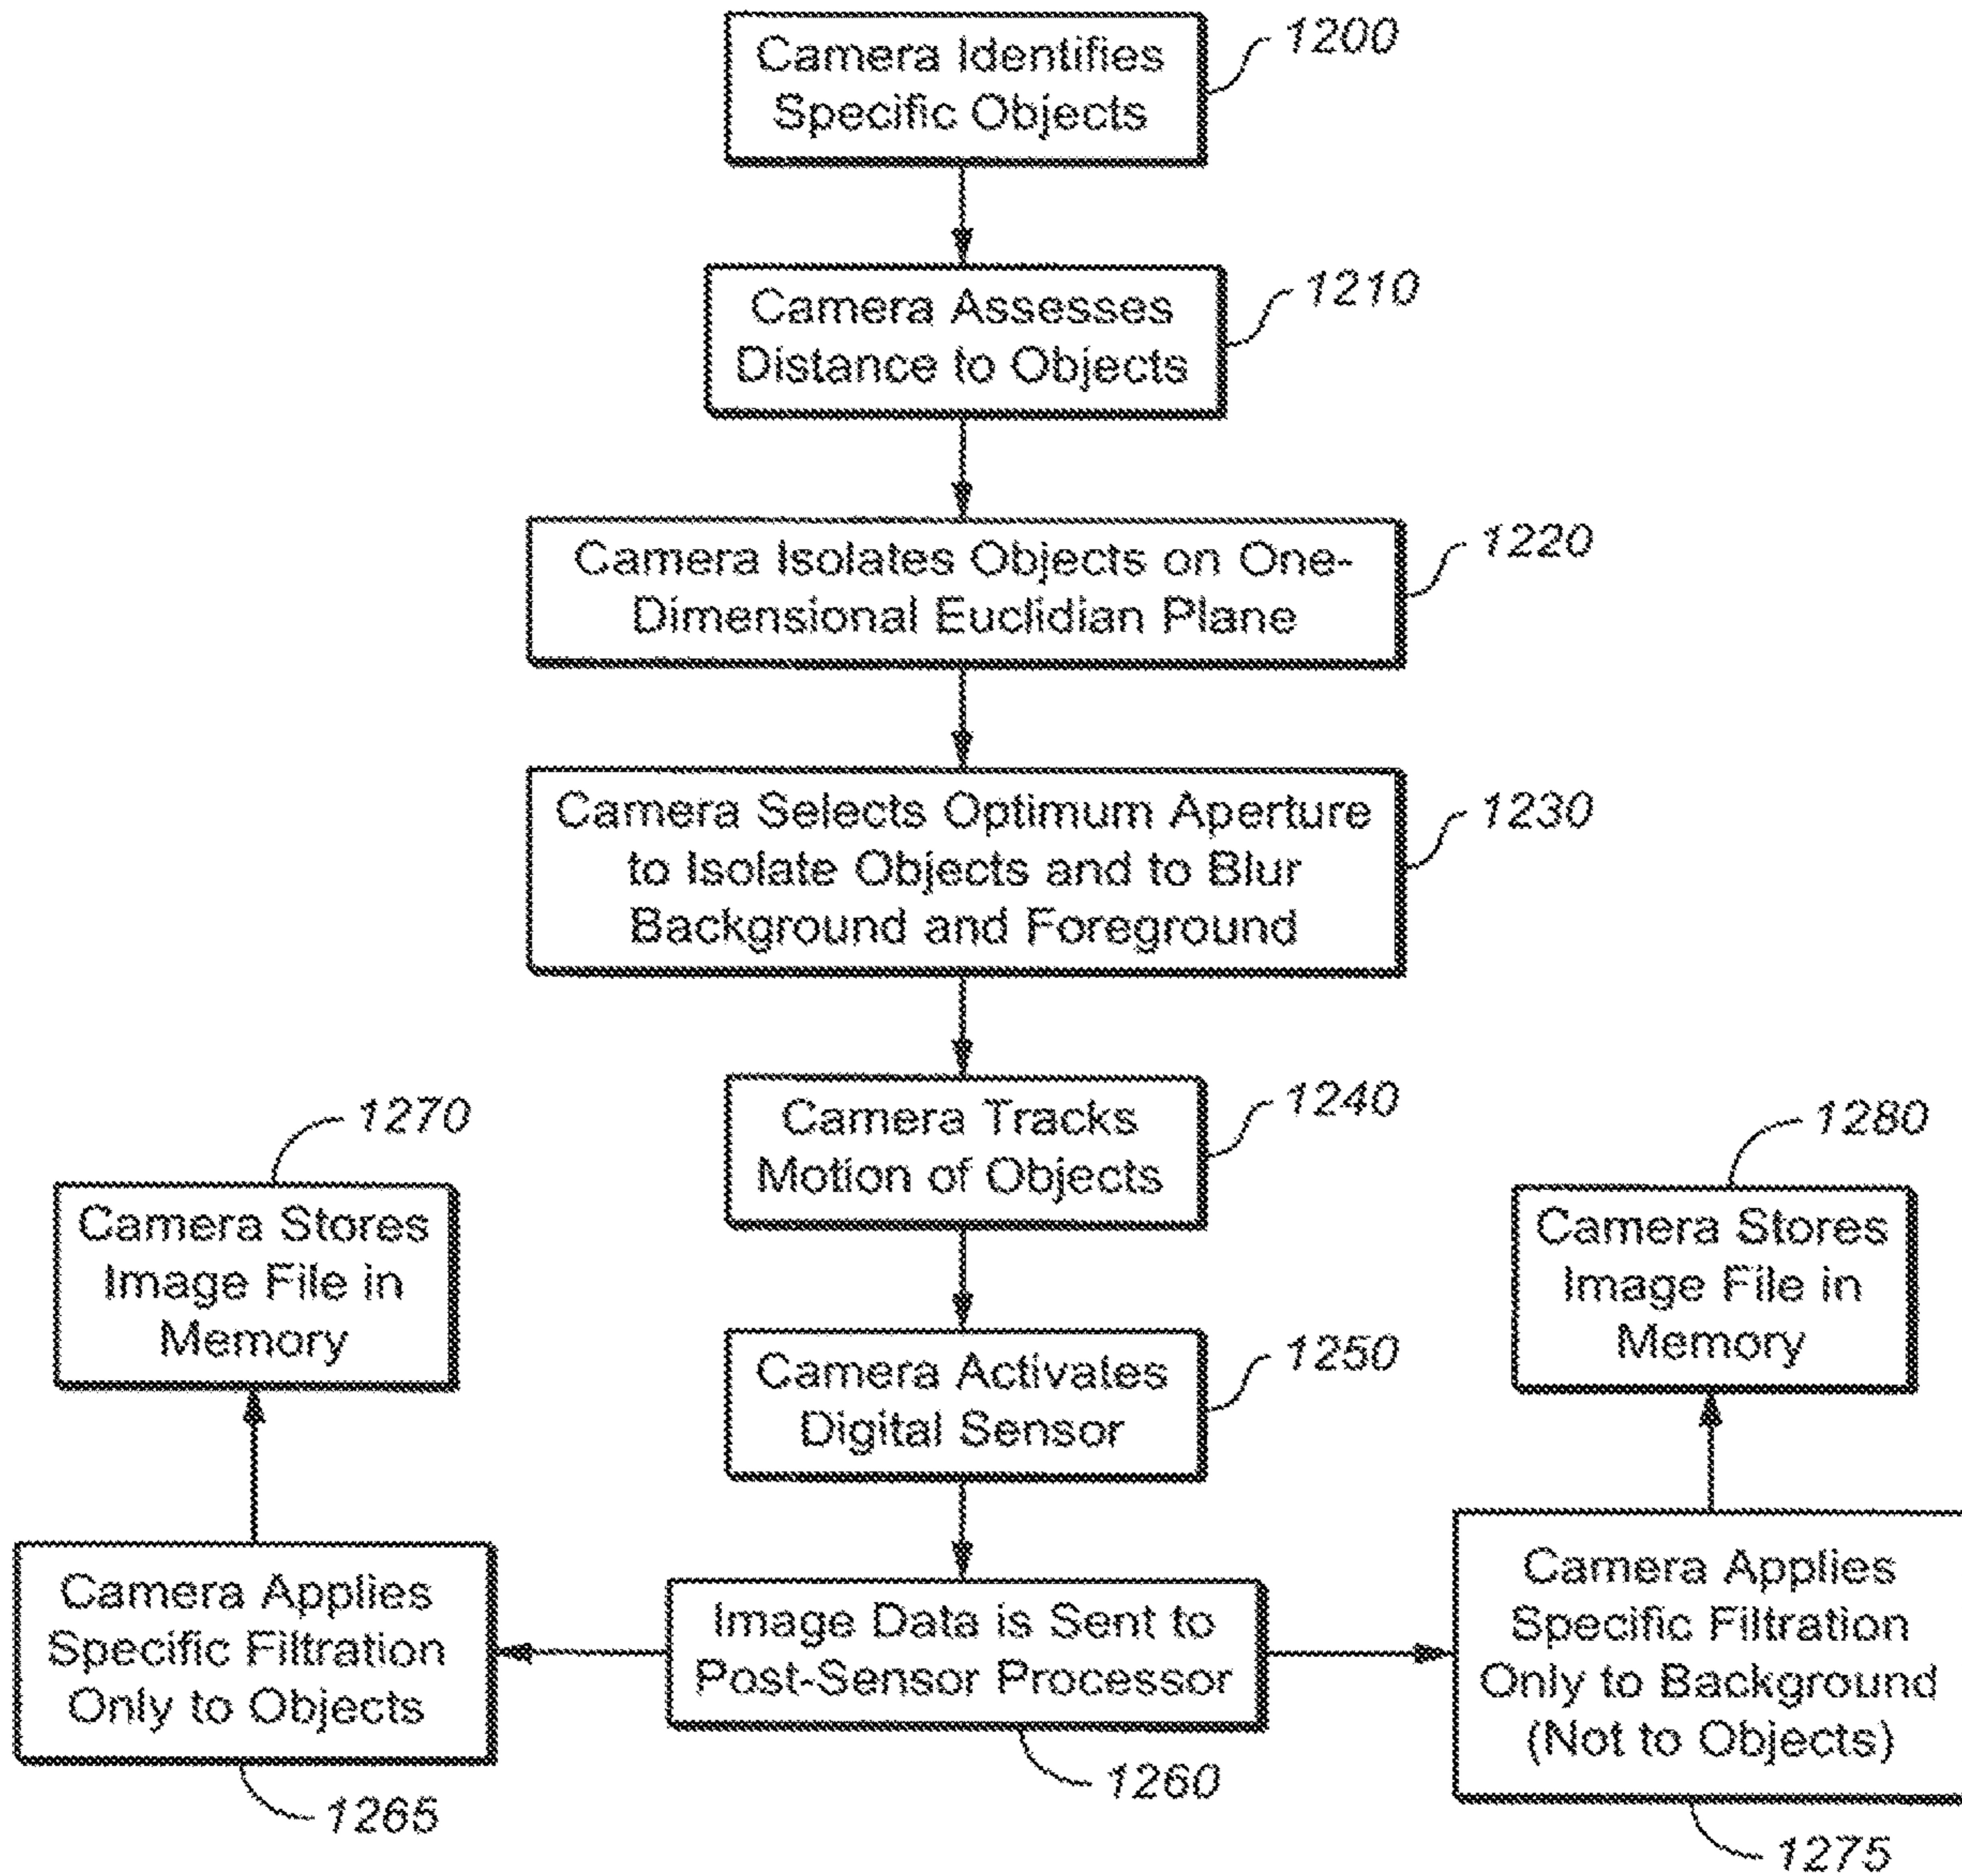 Camera Identifies
Specific Objects
1200
Camera Assesses
Distance to Objects
1210
Camera Isolates Objects on One-
Dimensional Euclidian Plane
1220
Camera Selects Optimum Aperture
to Isolate Objects and to Blur
Background and Foreground
1230
Camera Tracks
Motion of Objects
1240
Camera Activates
Digital Sensor
1250
Image Data is Sent to
Post-Sensor Processor
1260
Camera Applies
Specific Filtration
Only to Objects
1265
Camera Stores
Image File in
Memory
1270
Camera Applies
Specific Filtration
Only to Background
(Not to Objects)
1275
Camera Stores
Image File in
Memory
1280